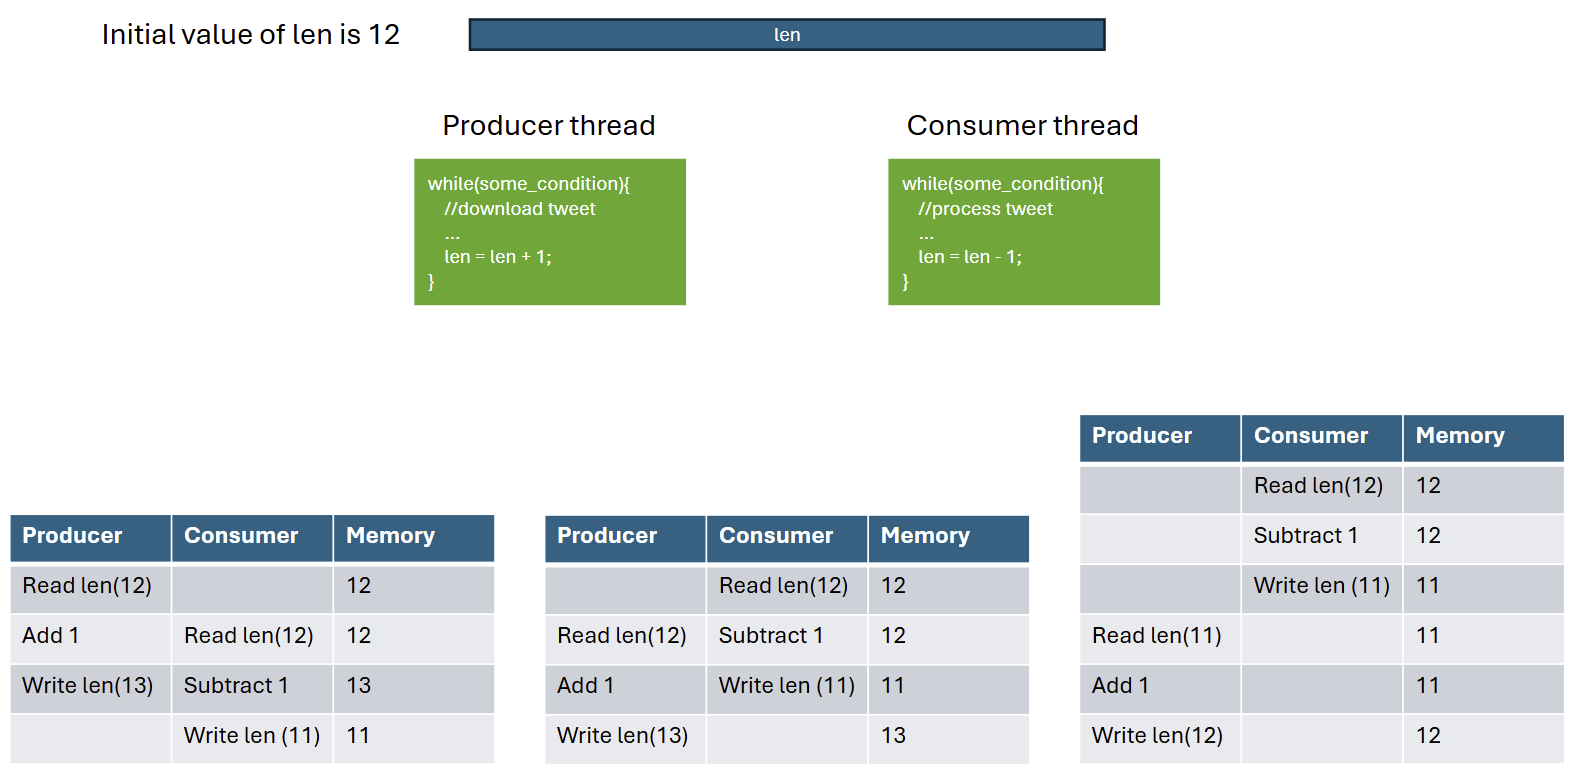 Initial value of len is 12
len
Producer thread
while(some_condition){
//download tweet
...
len = len + 1;
}
Consumer thread
while(some_condition){
//process tweet
...
len = len - 1;
}
Producer Consumer Memory
Read len(12) 12
Add 1 Read len(12) 12
Write len(13) Subtract 1 13
Write len (11) 11
Producer Consumer Memory
Read len(12) 12
Read len(12) Subtract 1 12
Add 1 Write len (11) 11
Write len(13) 13
Producer Consumer Memory
Read len(12) 12
Subtract 1 12
Write len (11) 11
Read len(11) 11
Add 1 11
Write len(12) 12